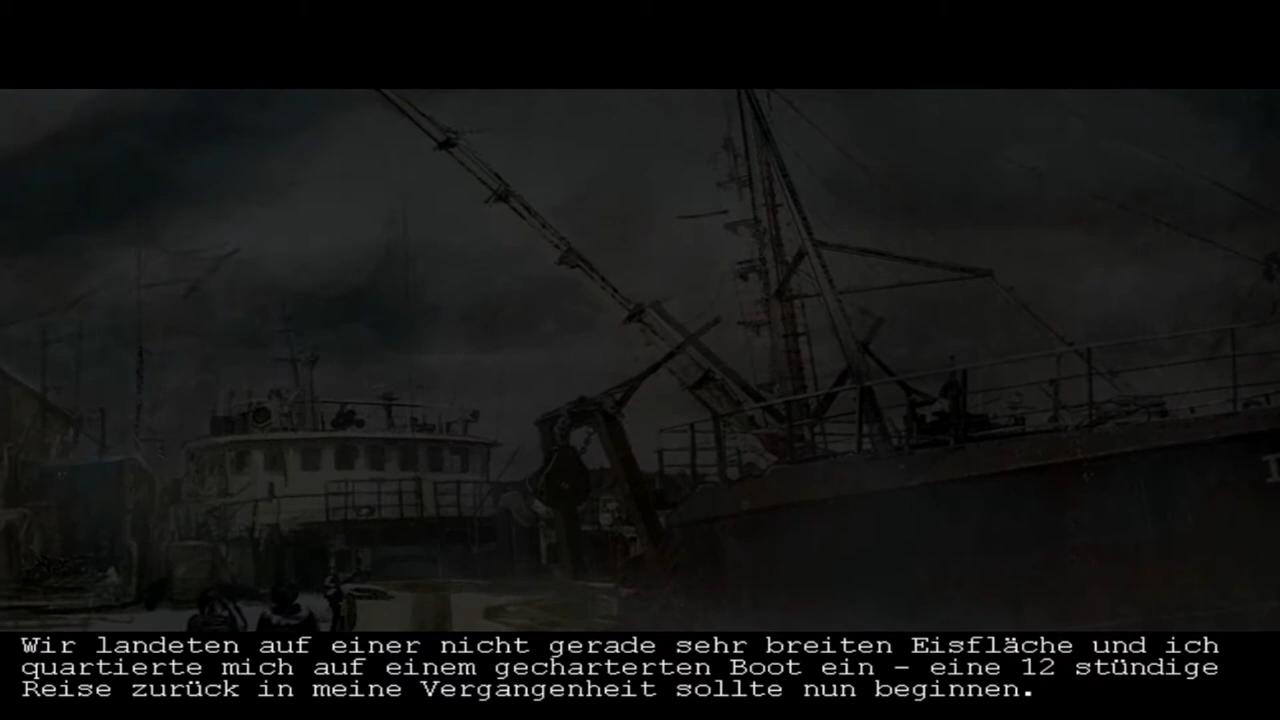 Wir landeten auf einer nicht gerade sehr breiten Eisfläche und ich
quartierte mich auf einem gecharterten Boot ein - eine 12 stündige
Reise zurück in meine Vergangenheit sollte nun beginnen.